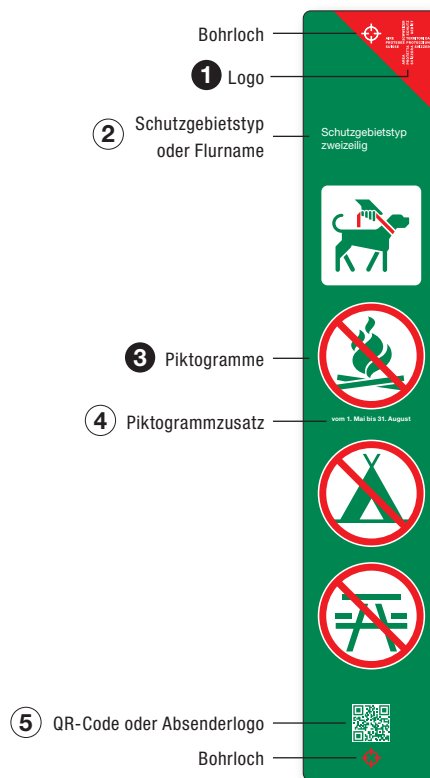 Bohrloch
1 Logo
2 Schutzgebietstyp
oder Flurname
Schutzgebietstyp
zweizeilig
3 Piktogramme
4 Piktogrammzusatz
vom 1. Mai bis 31. August
5 QR-Code oder Absenderlogo
Bohrloch